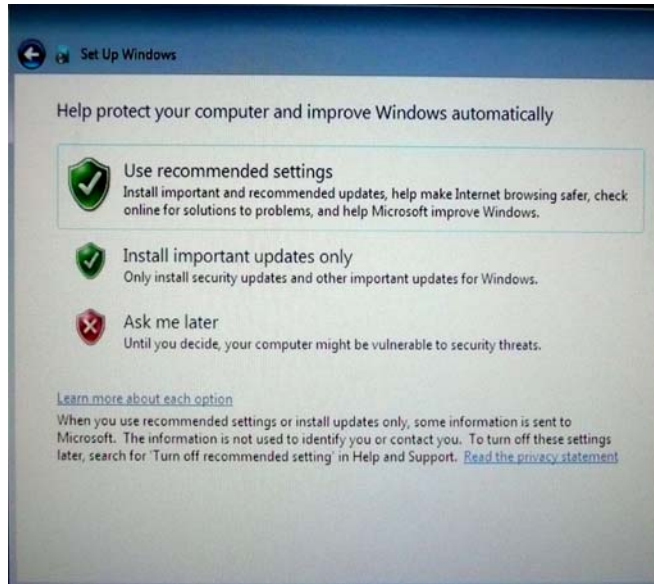 Set Up Windows
Help protect your computer and improve Windows automatically
Use recommended settings
Install important and recommended updates, help make Internet browsing safer, check
online for solutions to problems, and help Microsoft improve Windows.
Install important updates only
Only install security updates and other important updates for Windows.
Ask me later
Until you decide, your computer might be vulnerable to security threats.
Learn more about each option
When you use recommended settings or install updates only, some information is sent to
Microsoft. The information is not used to identify you or contact you. To turn off these settings
later, search for 'Turn off recommended setting' in Help and Support. Read the privacy statement